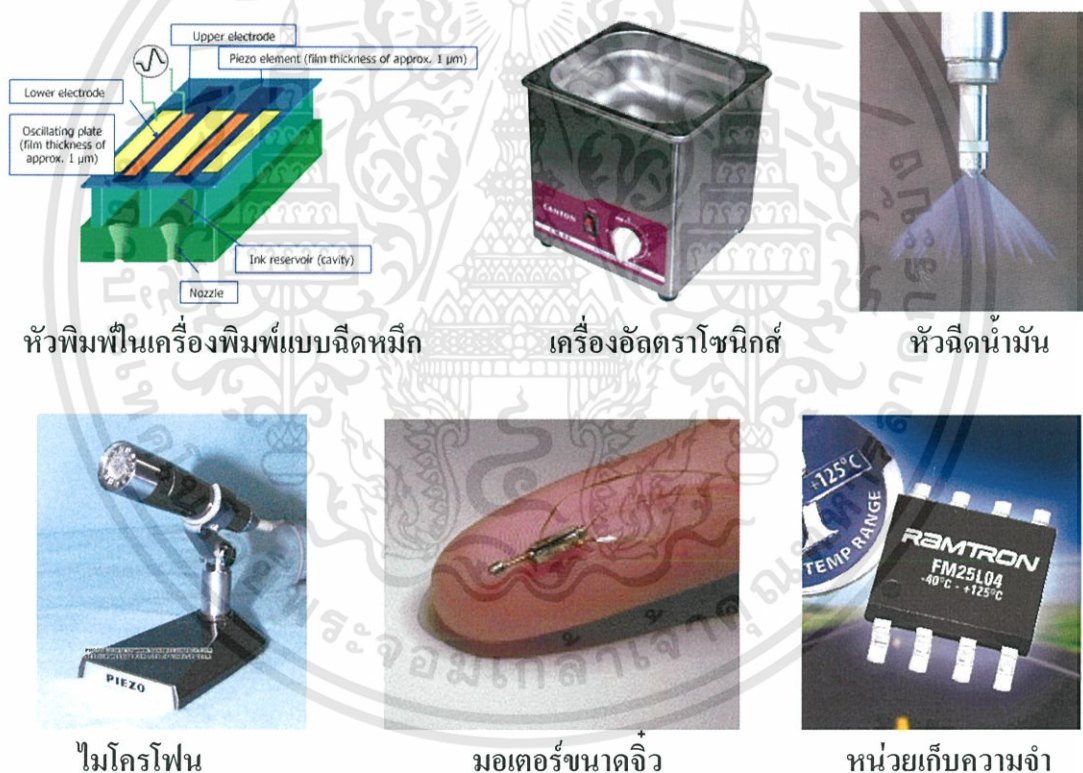 Upper electrode
Piezo element (film thickness of approx. 1 μm)
Lower electrode
Oscillating plate
(film thickness of
approx. 1 μm)
Ink reservoir (cavity)
Nozzle
CANTON
หัวพิมพ์ในเครื่องพิมพ์แบบฉีดหมึก
เครื่องอัลตราโซนิกส์
หัวฉีดน้ำมัน
PIEZO
+125°C
TEMP RANGE
RAMTRON
FM25L04
-40°C - +125°C
ไมโครโฟน
มอเตอร์ขนาดจิ๋ว
หน่วยเก็บความจำ